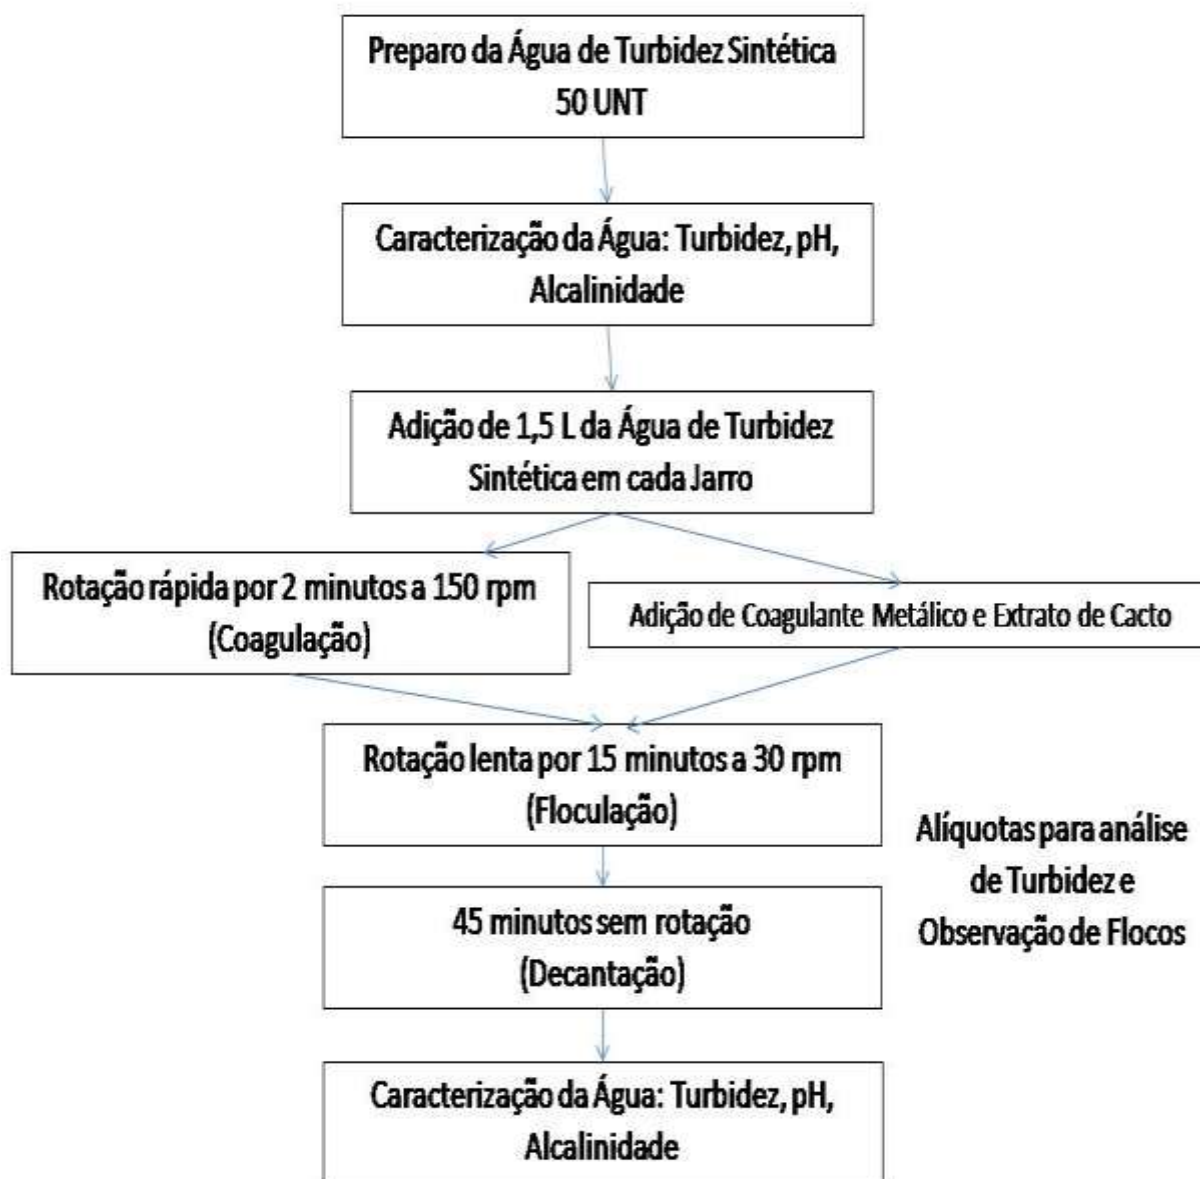 Preparo da Água de Turbidez Sintética
50 UNT
Caracterização da Água: Turbidez, pH,
Alcalinidade
Adição de 1,5 L da Água de Turbidez
Sintética em cada Jarro
Rotação rápida por 2 minutos a 150 rpm
(Coagulação)
Adição de Coagulante Metálico e Extrato de Cacto
Rotação lenta por 15 minutos a 30 rpm
(Floculação)
Alíquotas para análise
de Turbidez e
Observação de Flocos
45 minutos sem rotação
(Decantação)
Caracterização da Água: Turbidez, pH,
Alcalinidade